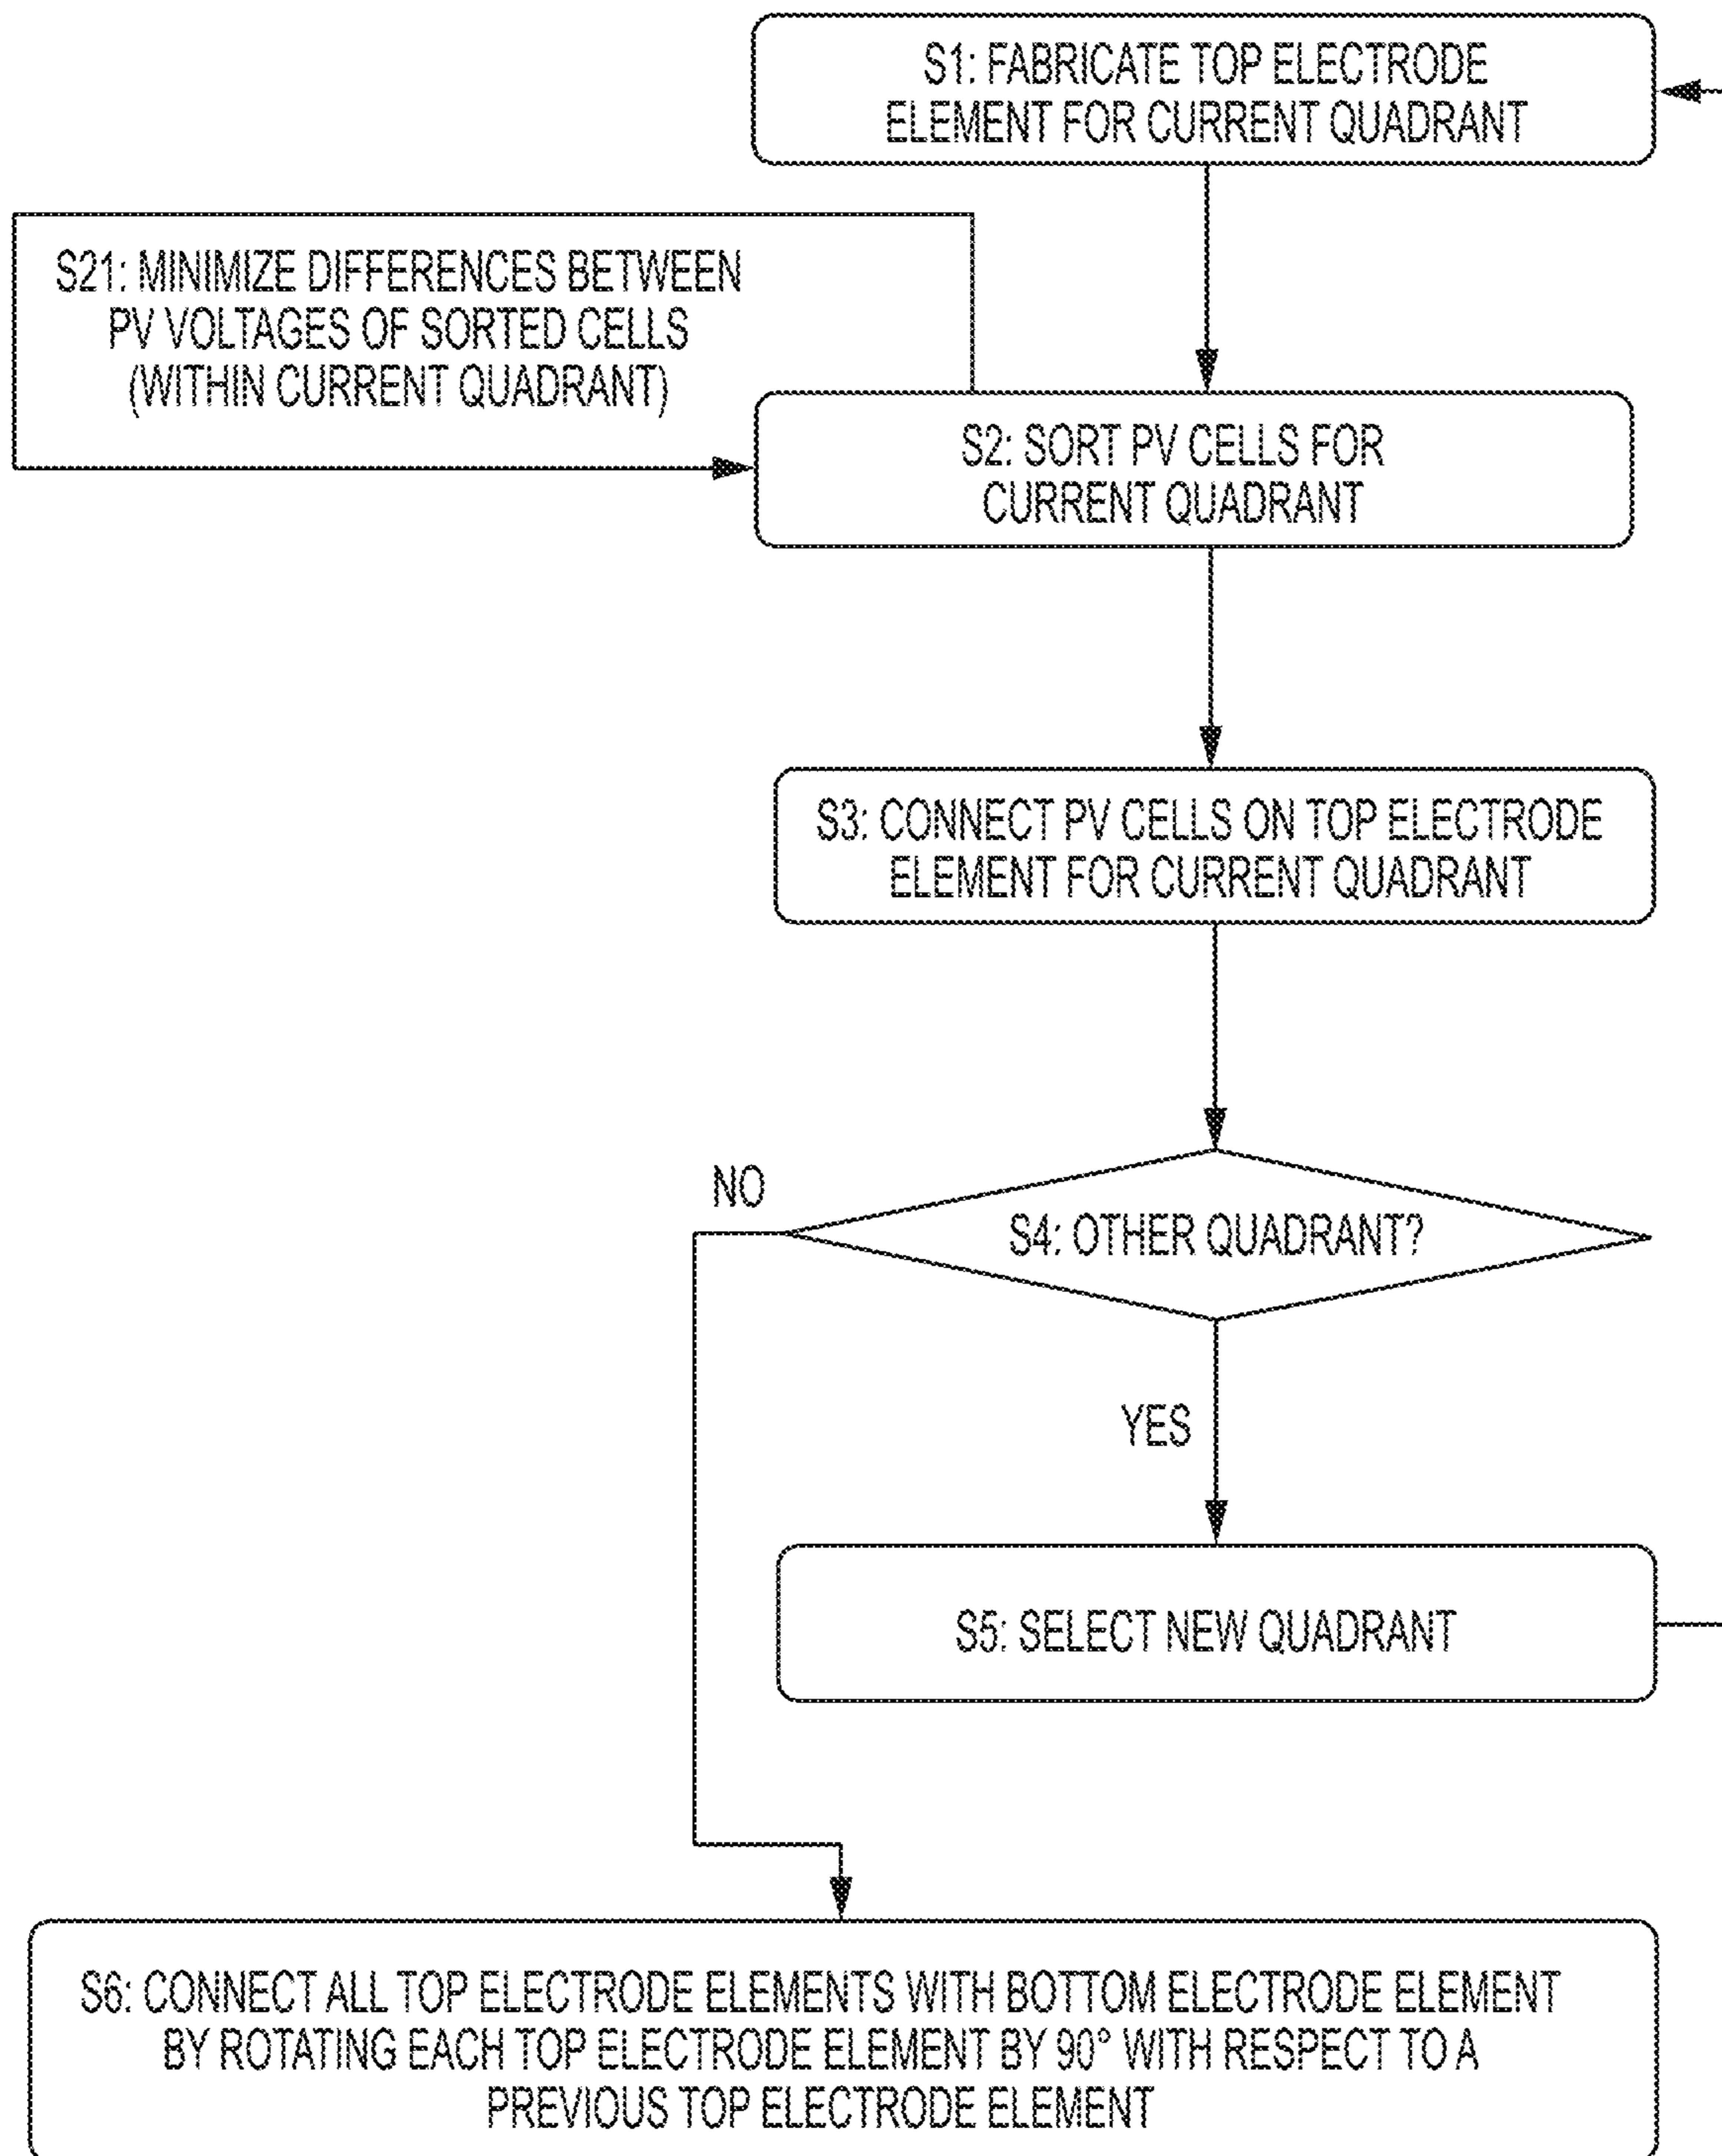 S1: FABRICATE TOP ELECTRODE
ELEMENT FOR CURRENT QUADRANT
S21: MINIMIZE DIFFERENCES BETWEEN
PV VOLTAGES OF SORTED CELLS
(WITHIN CURRENT QUADRANT)
S2: SORT PV CELLS FOR
CURRENT QUADRANT
S3: CONNECT PV CELLS ON TOP ELECTRODE
ELEMENT FOR CURRENT QUADRANT
NO
S4: OTHER QUADRANT?
YES
S5: SELECT NEW QUADRANT
S6: CONNECT ALL TOP ELECTRODE ELEMENTS WITH BOTTOM ELECTRODE ELEMENT
BY ROTATING EACH TOP ELECTRODE ELEMENT BY 90° WITH RESPECT TO A
PREVIOUS TOP ELECTRODE ELEMENT